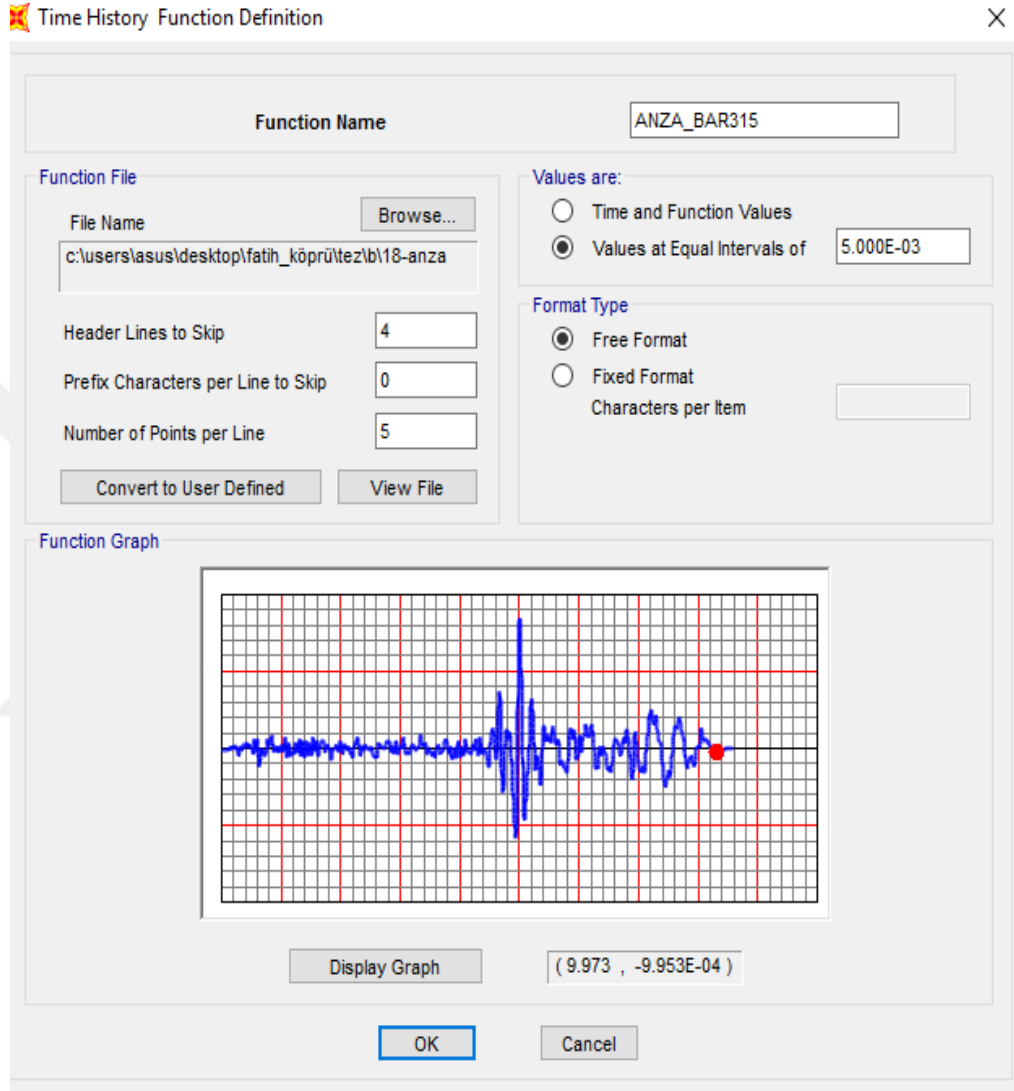 Time History Function Definition
Function Name
ANZA_BAR315
Function File
File Name
Browse...
c:\users\asus\desktop\fatih_köprü\tez\b\18-anza
Header Lines to Skip
4
Prefix Characters per Line to Skip
0
Number of Points per Line
5
Convert to User Defined
View File
Values are:
Time and Function Values
Values at Equal Intervals of
5.000E-03
Format Type
Free Format
Fixed Format
Characters per Item
Function Graph
Display Graph
( 9.973 , -9.953E-04 )
OK
Cancel